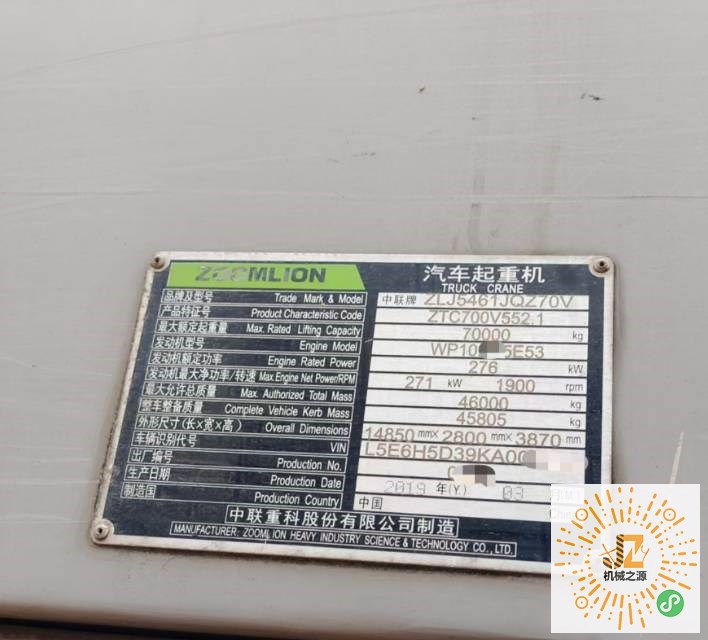 ZOOMLION 汽车起重机
TRUCK CRANE
品牌及型号 Trade Mark & Model 中联牌 ZLJ5461JQZ70V
产品特征号 Product Characteristic Code ZTC700V552.1
最大额定起重量 Max. Rated Lifting Capacity 70000 kg
发动机型号 Engine Model WP10 5E53
发动机额定功率 Engine Rated Power 276 kW
发动机最大净功率/转速 Max.Engine Net Power/RPM 271 kW 1900 rpm
最大允许总质量 Max. Authorized Total Mass 46000 kg
整车整备质量 Complete Vehicle Kerb Mass 45805 kg
外形尺寸(长×宽×高) Overall Dimensions 14850 mm× 2800 mm× 3870 mm
车辆识别代号 VIN L5E6H5D39KA00
出厂编号 Production No. 0
生产日期 Production Date 2019 年(Y) 03
制造国 Production Country 中国
中联重科股份有限公司制造
MANUFACTURER: ZOOMLION HEAVY INDUSTRY SCIENCE & TECHNOLOGY CO., LTD.
机械之源